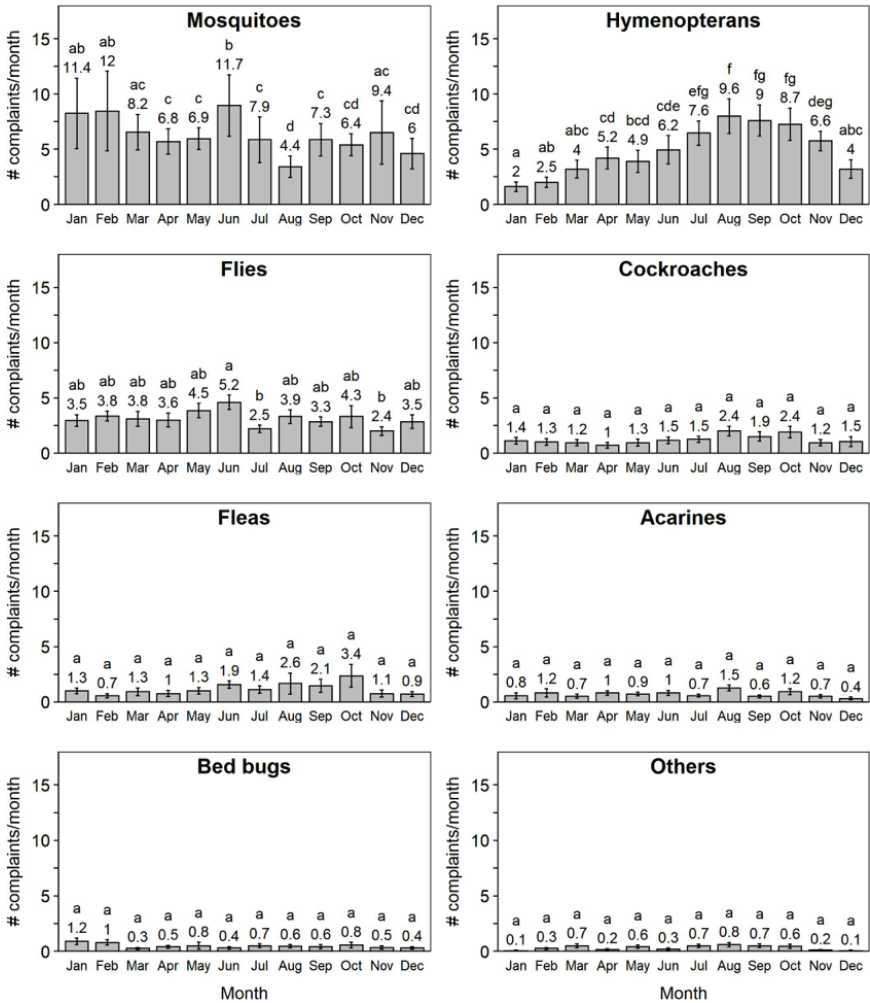 Mosquitoes
# complaints/month
15
10
5
0
ab ab ac c c b c d c cd ac cd
11.4 12 8.2 6.8 6.9 11.7 7.9 4.4 7.3 6.4 9.4 6
Jan Feb Mar Apr May Jun Jul Aug Sep Oct Nov Dec
Hymenopterans
# complaints/month
15
10
5
0
a ab abc cd bcd cde efg f fg fg deg abc
2 2.5 4 5.2 4.9 6.2 7.6 9.6 9 8.7 6.6 4
Jan Feb Mar Apr May Jun Jul Aug Sep Oct Nov Dec
Flies
# complaints/month
15
10
5
0
ab ab ab ab ab a b ab ab ab b ab
3.5 3.8 3.8 3.6 4.5 5.2 2.5 3.9 3.3 4.3 2.4 3.5
Jan Feb Mar Apr May Jun Jul Aug Sep Oct Nov Dec
Cockroaches
# complaints/month
15
10
5
0
a a a a a a a a a a a a
1.4 1.3 1.2 1 1.3 1.5 1.5 2.4 1.9 2.4 1.2 1.5
Jan Feb Mar Apr May Jun Jul Aug Sep Oct Nov Dec
Fleas
# complaints/month
15
10
5
0
a a a a a a a a a a a a
1.3 0.7 1.3 1 1.3 1.9 1.4 2.6 2.1 3.4 1.1 0.9
Jan Feb Mar Apr May Jun Jul Aug Sep Oct Nov Dec
Acarines
# complaints/month
15
10
5
0
a a a a a a a a a a a a
0.8 1.2 0.7 1 0.9 1 0.7 1.5 0.6 1.2 0.7 0.4
Jan Feb Mar Apr May Jun Jul Aug Sep Oct Nov Dec
Bed bugs
# complaints/month
15
10
5
0
a a a a a a a a a a a a
1.2 1 0.3 0.5 0.8 0.4 0.7 0.6 0.6 0.8 0.5 0.4
Jan Feb Mar Apr May Jun Jul Aug Sep Oct Nov Dec
Month
Others
# complaints/month
15
10
5
0
a a a a a a a a a a a a
0.1 0.3 0.7 0.2 0.6 0.3 0.7 0.8 0.7 0.6 0.2 0.1
Jan Feb Mar Apr May Jun Jul Aug Sep Oct Nov Dec
Month